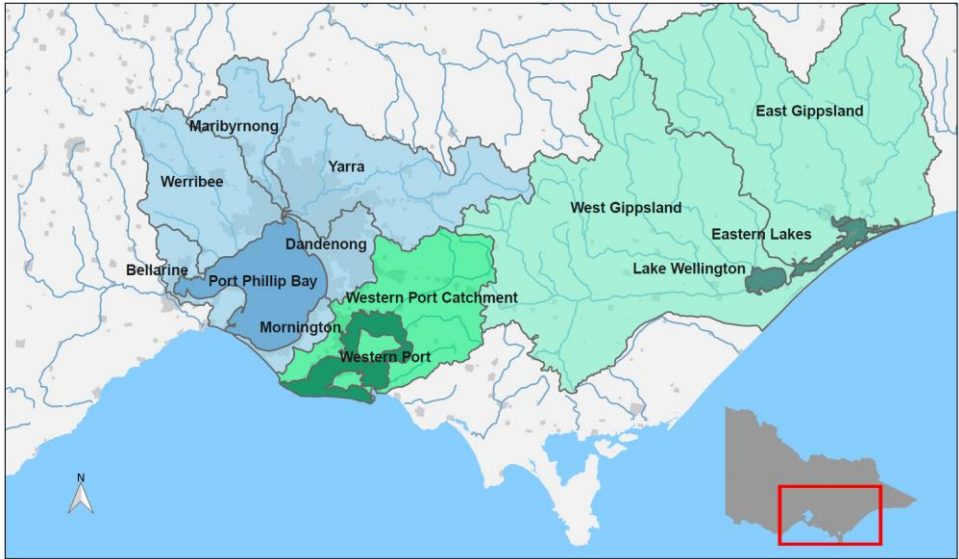 East Gippsland
Maribyrnong
Yarra
Werribee
West Gippsland
Eastern Lakes
Dandenong
Lake Wellington
Bellarine
Port Phillip Bay
Western Port Catchment
Mornington
Western Port
N